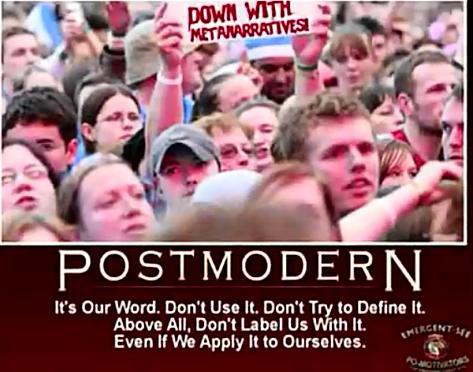 DOWN WITH
METANARRATIVES!
POSTMODERN
It's Our Word. Don't Use It. Don't Try to Define It.
Above All, Don't Label Us With It.
Even If We Apply It to Ourselves.
EMERGENT-SEE
PO-MOTIVATORS